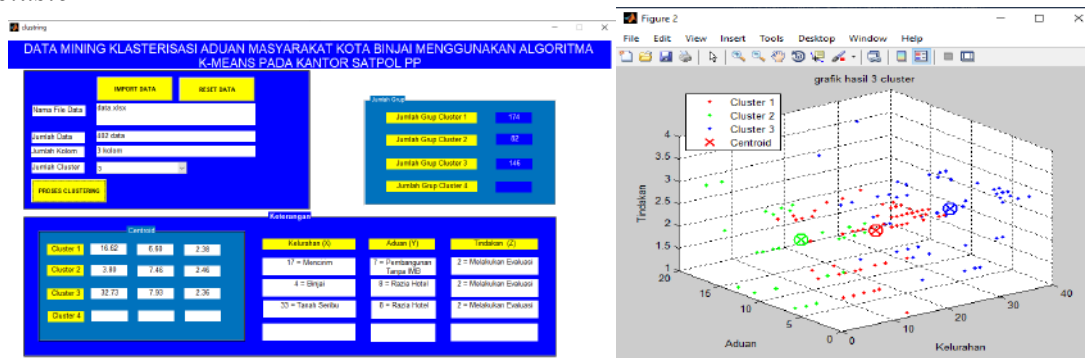 clustring
DATA MINING KLASTERISASI ADUAN MASYARAKAT KOTA BINJAI MENGGUNAKAN ALGORITMA
K-MEANS PADA KANTOR SATPOL PP
IMPORT DATA RESET DATA
Nama File Data data.xlsx
Jumlah Data 402 data
Jumlah Kolom 3 kolom
Jumlah Cluster 3
PROSES CLUSTERING
Jumlah Grup
Jumlah Grup Cluster 1 174
Jumlah Grup Cluster 2 82
Jumlah Grup Cluster 3 146
Jumlah Grup Cluster 4
Keterangan
Centroid
Cluster 1 16.62 6.60 2.38
Cluster 2 3.80 7.46 2.46
Cluster 3 32.73 7.93 2.36
Cluster 4
Kelurahan (X) Aduan (Y) Tindakan (Z)
17 = Mencirim 7 = Pembangunan Tanpa IMB 2 = Melakukan Evaluasi
4 = Binjai 8 = Razia Hotel 2 = Melakukan Evaluasi
33 = Tanah Seribu 8 = Razia Hotel 2 = Melakukan Evaluasi
Figure 2
File Edit View Insert Tools Desktop Window Help
grafik hasil 3 cluster
Cluster 1
Cluster 2
Cluster 3
Centroid
Tindakan
4
3.5
3
2.5
2
1.5
1
20
15
10
5
0
Aduan
0
10
20
30
40
Kelurahan